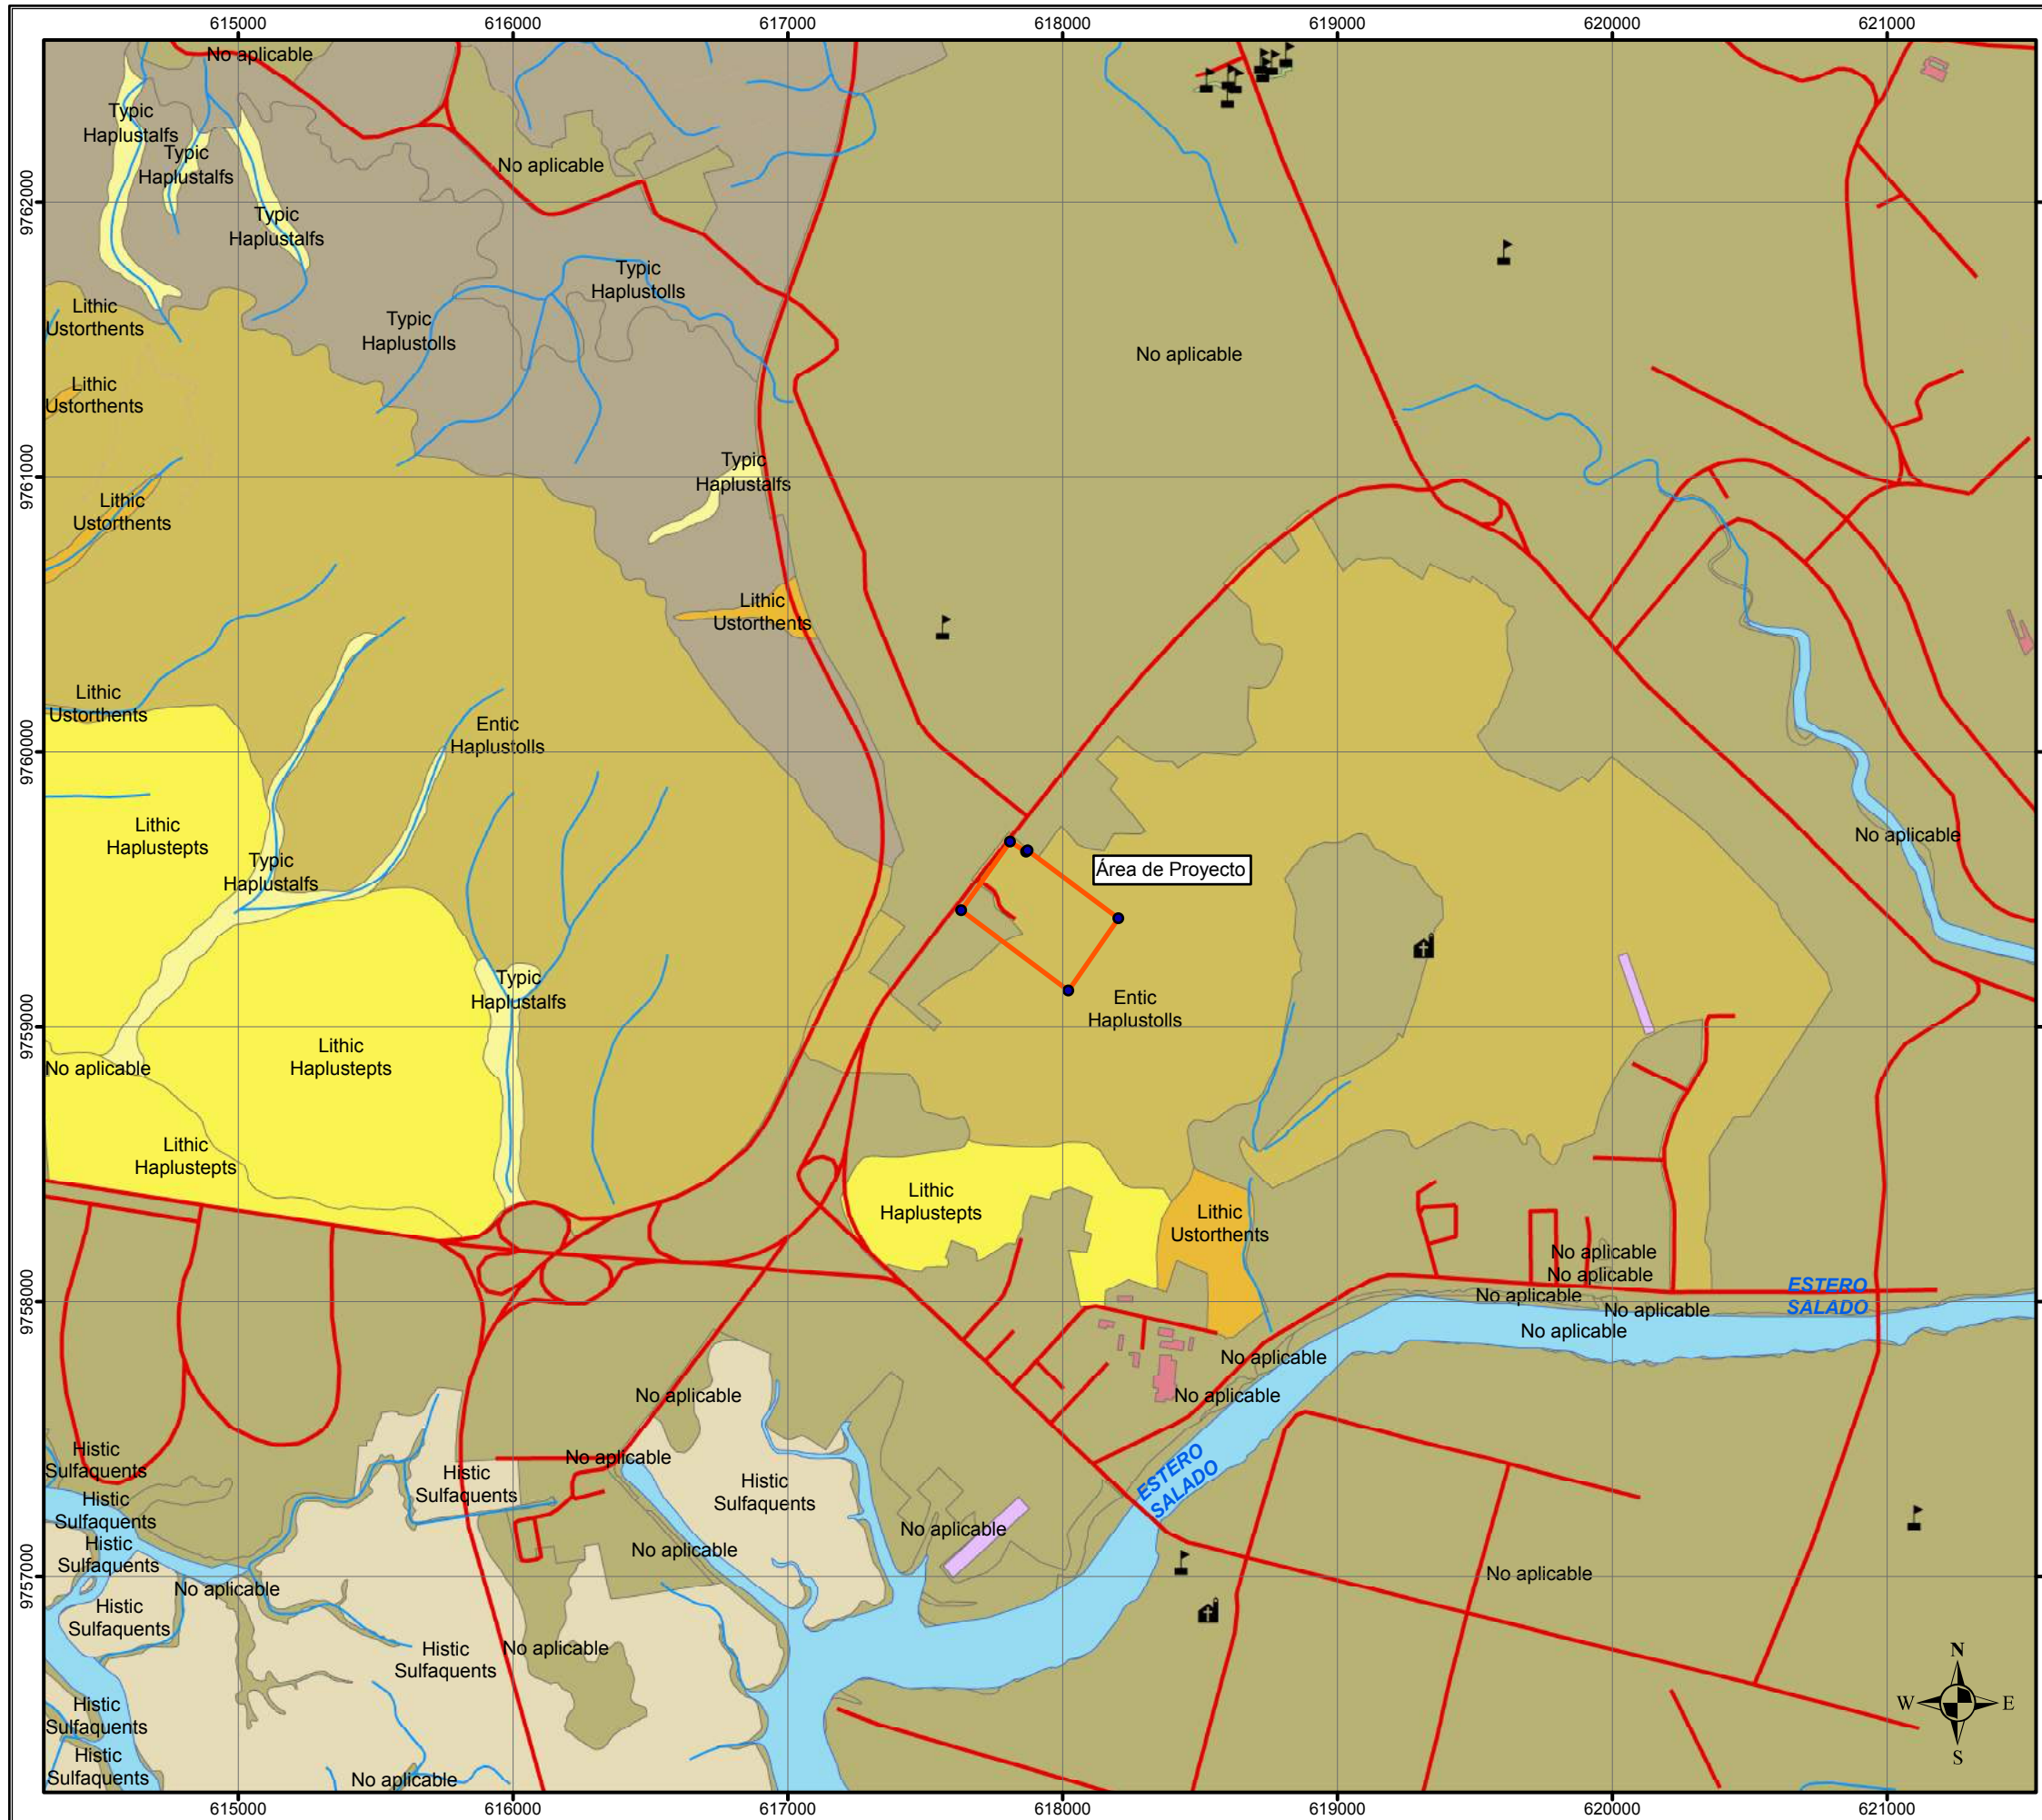 615000
616000
617000
618000
619000
620000
621000
No aplicable
Typic
Haplustalfs
Typic
Haplustalfs
No aplicable
9762000
Typic
Haplustalfs
Typic
Haplustolls
Lithic
Ustorthents
Typic
Haplustolls
No aplicable
Lithic
Ustorthents
Typic
Haplustalfs
9761000
Lithic
Ustorthents
Lithic
Ustorthents
Lithic
Ustorthents
Entic
Haplustolls
9760000
Lithic
Haplustepts
No aplicable
Typic
Haplustalfs
Área de Proyecto
Typic
Haplustalfs
Entic
Haplustolls
9759000
Lithic
Haplustepts
No aplicable
Lithic
Haplustepts
Lithic
Haplustepts
Lithic
Ustorthents
No aplicable
No aplicable
ESTERO
SALADO
No aplicable
No aplicable
No aplicable
9758000
No aplicable
No aplicable
No aplicable
Histic
Sulfaquents
No aplicable
Histic
Sulfaquents
Histic
Sulfaquents
ESTERO
SALADO
Histic
Sulfaquents
No aplicable
Histic
Sulfaquents
No aplicable
No aplicable
No aplicable
9757000
Histic
Sulfaquents
Histic
Sulfaquents
No aplicable
Histic
Sulfaquents
Histic
Sulfaquents
No aplicable
N
W
E
S
615000
616000
617000
618000
619000
620000
621000